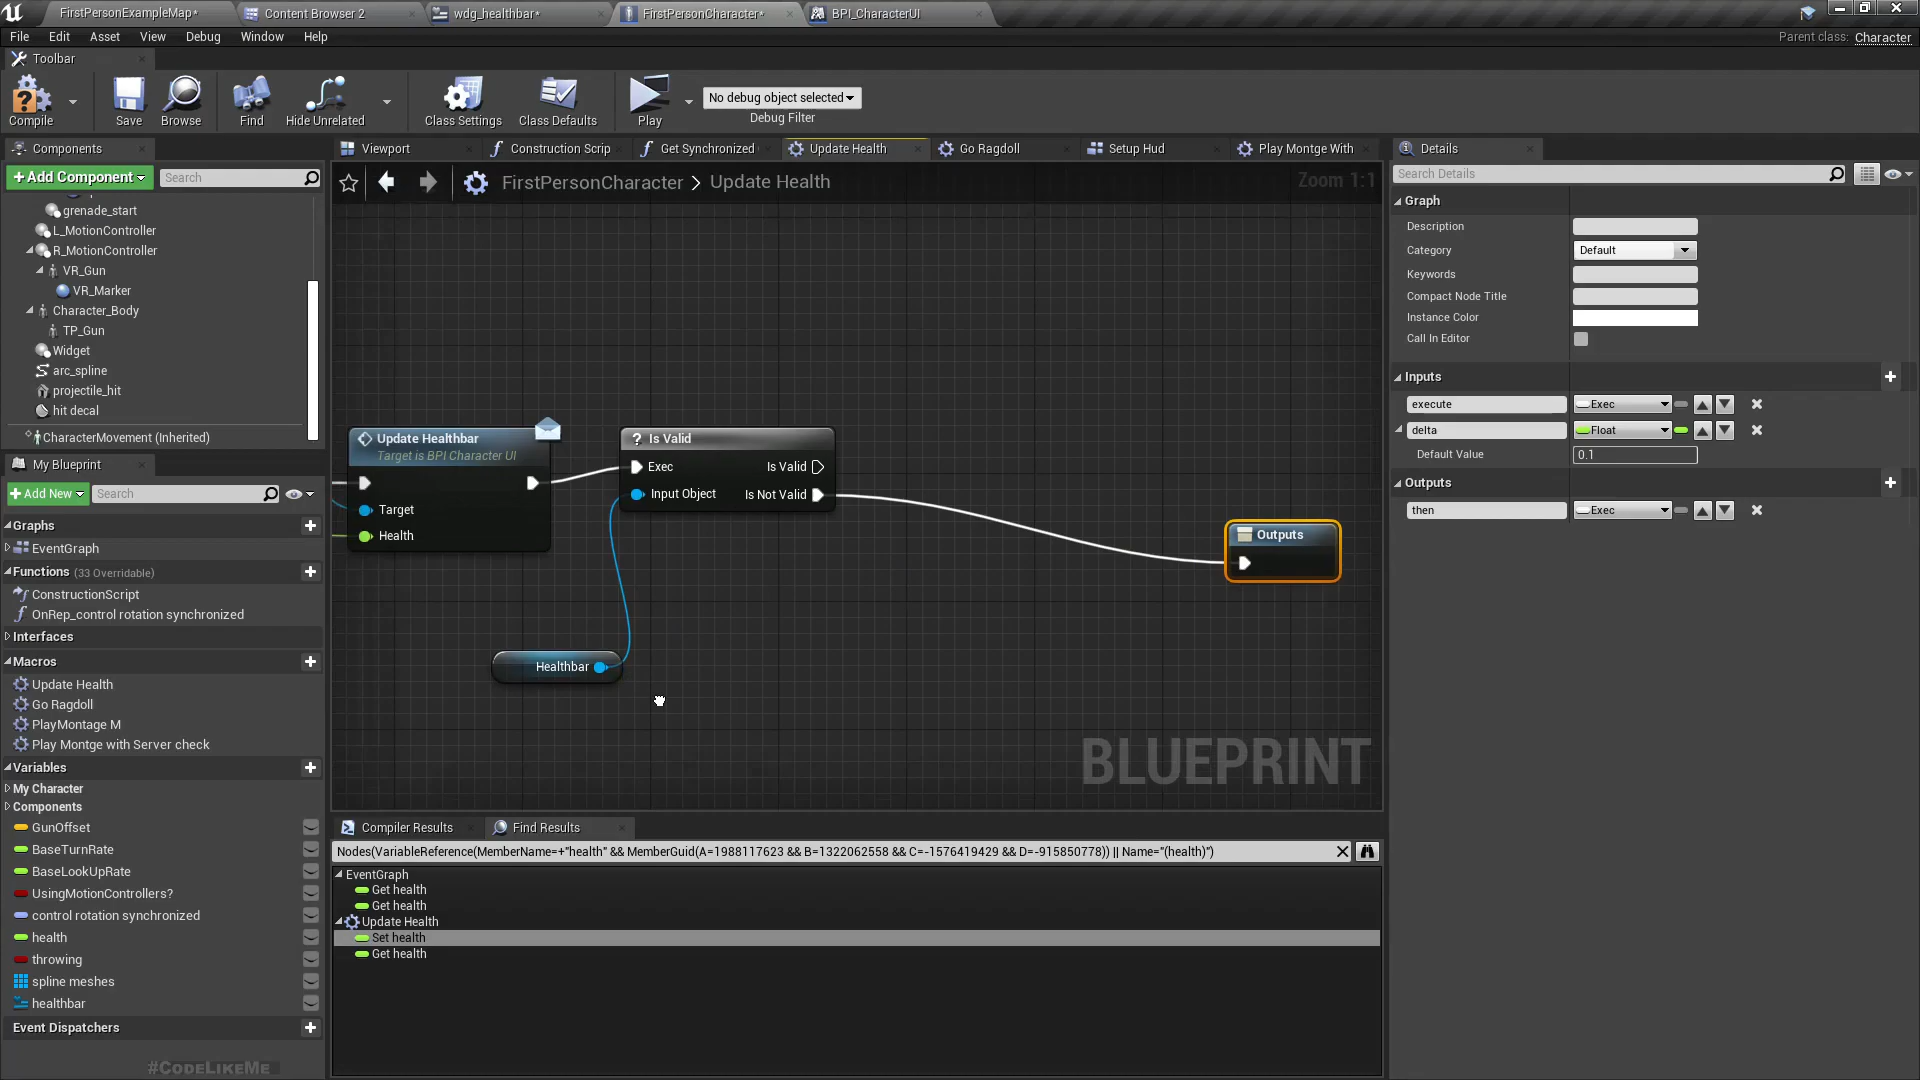 FirstPersonExampleMap*
Content Browser 2
wdg_healthbar*
FirstPersonCharacter*
BPI_CharacterUI
File Edit Asset View Debug Window Help
Parent class: Character
Toolbar
Compile
Save
Browse
Find
Hide Unrelated
Class Settings
Class Defaults
Play
No debug object selected
Debug Filter
Components
+Add Component
Search
grenade_start
L_MotionController
R_MotionController
VR_Gun
VR_Marker
Character_Body
TP_Gun
Widget
arc_spline
projectile_hit
hit decal
CharacterMovement (Inherited)
My Blueprint
+Add New
Search
Graphs
EventGraph
Functions (33 Overridable)
ConstructionScript
OnRep_control rotation synchronized
Interfaces
Macros
Update Health
Go Ragdoll
PlayMontage M
Play Montge with Server check
Variables
My Character
Components
GunOffset
BaseTurnRate
BaseLookUpRate
UsingMotionControllers?
control rotation synchronized
health
throwing
spline meshes
healthbar
Event Dispatchers
#CodeLikeMe
Viewport
Construction Scrip
Get Synchronized
Update Health
Go Ragdoll
Setup Hud
Play Montge With
FirstPersonCharacter > Update Health
Zoom 1:1
Update Healthbar
Target is BPI Character UI
Target
Health
? Is Valid
Exec
Is Valid
Input Object
Is Not Valid
Healthbar
Outputs
BLUEPRINT
Compiler Results
Find Results
Nodes(VariableReference(MemberName=+"health" && MemberGuid(A=1988117623 && B=1322062558 && C=-1576419429 && D=-915850778)) || Name="(health)")
EventGraph
Get health
Get health
Update Health
Set health
Get health
Details
Search Details
Graph
Description
Category Default
Keywords
Compact Node Title
Instance Color
Call In Editor
Inputs
execute Exec
delta Float
Default Value 0.1
Outputs
then Exec